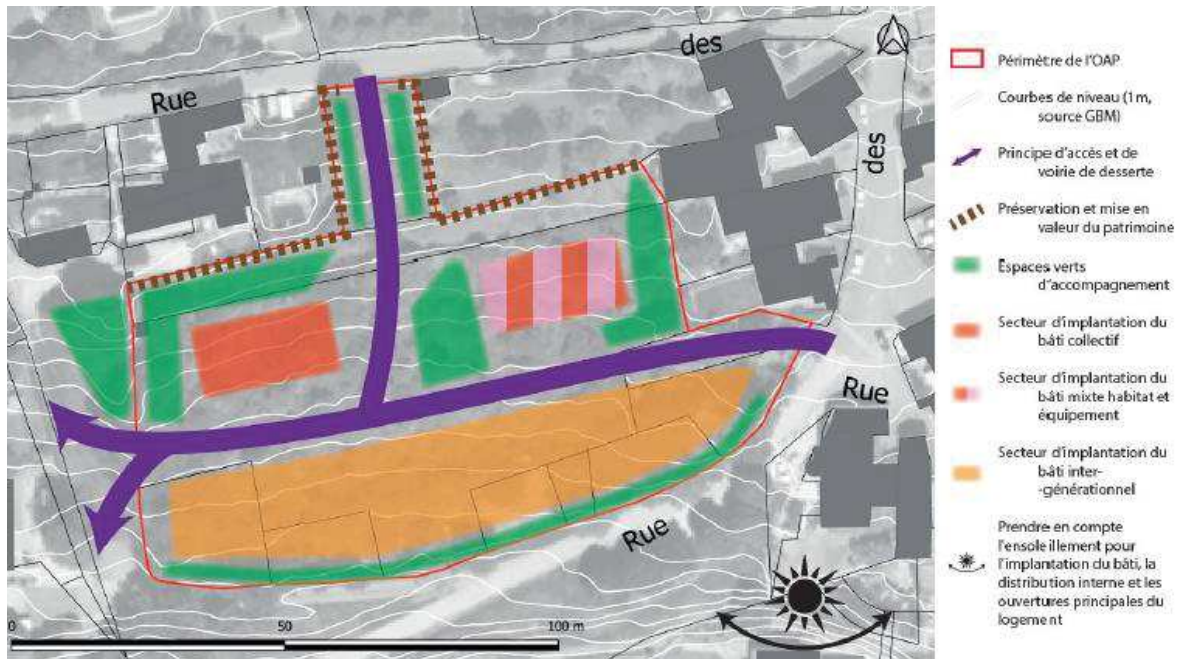 des
Rue
des
Rue
Rue
0
50
100 m
Périmètre de l'OAP
Courbes de niveau (1m,
source GBM)
Principe d'accès et de
voirie de desserte
Préservation et mise en
valeur du patrimoine
Espaces verts
d'accompagnement
Secteur d'implantation du
bâti collectif
Secteur d'implantation du
bâti mixte habitat et
équipement
Secteur d'implantation du
bâti inter-
-générationnel
Prendre en compte
l'ensoleillement pour
l'implantation du bâti, la
distribution interne et les
ouvertures principales du
logement